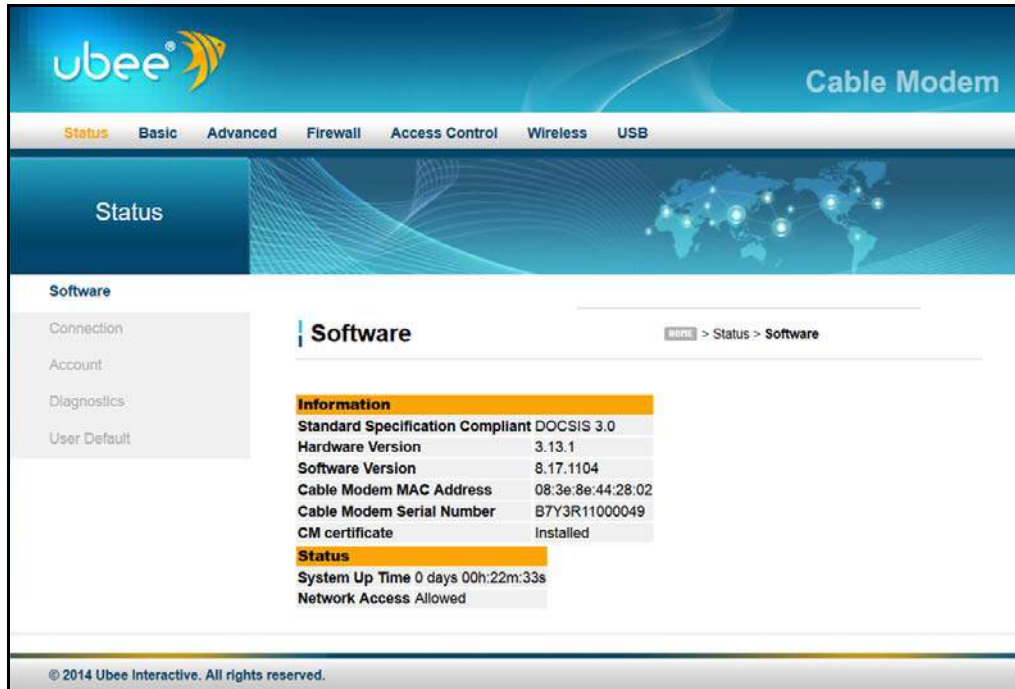 ubee®
Cable Modem
Status Basic Advanced Firewall Access Control Wireless USB
Status
Software
Connection
Account
Diagnostics
User Default
Software
HOME > Status > Software
Information
Standard Specification Compliant DOCSIS 3.0
Hardware Version 3.13.1
Software Version 8.17.1104
Cable Modem MAC Address 08:3e:8e:44:28:02
Cable Modem Serial Number B7Y3R11000049
CM certificate Installed
Status
System Up Time 0 days 00h:22m:33s
Network Access Allowed
© 2014 Ubee Interactive. All rights reserved.